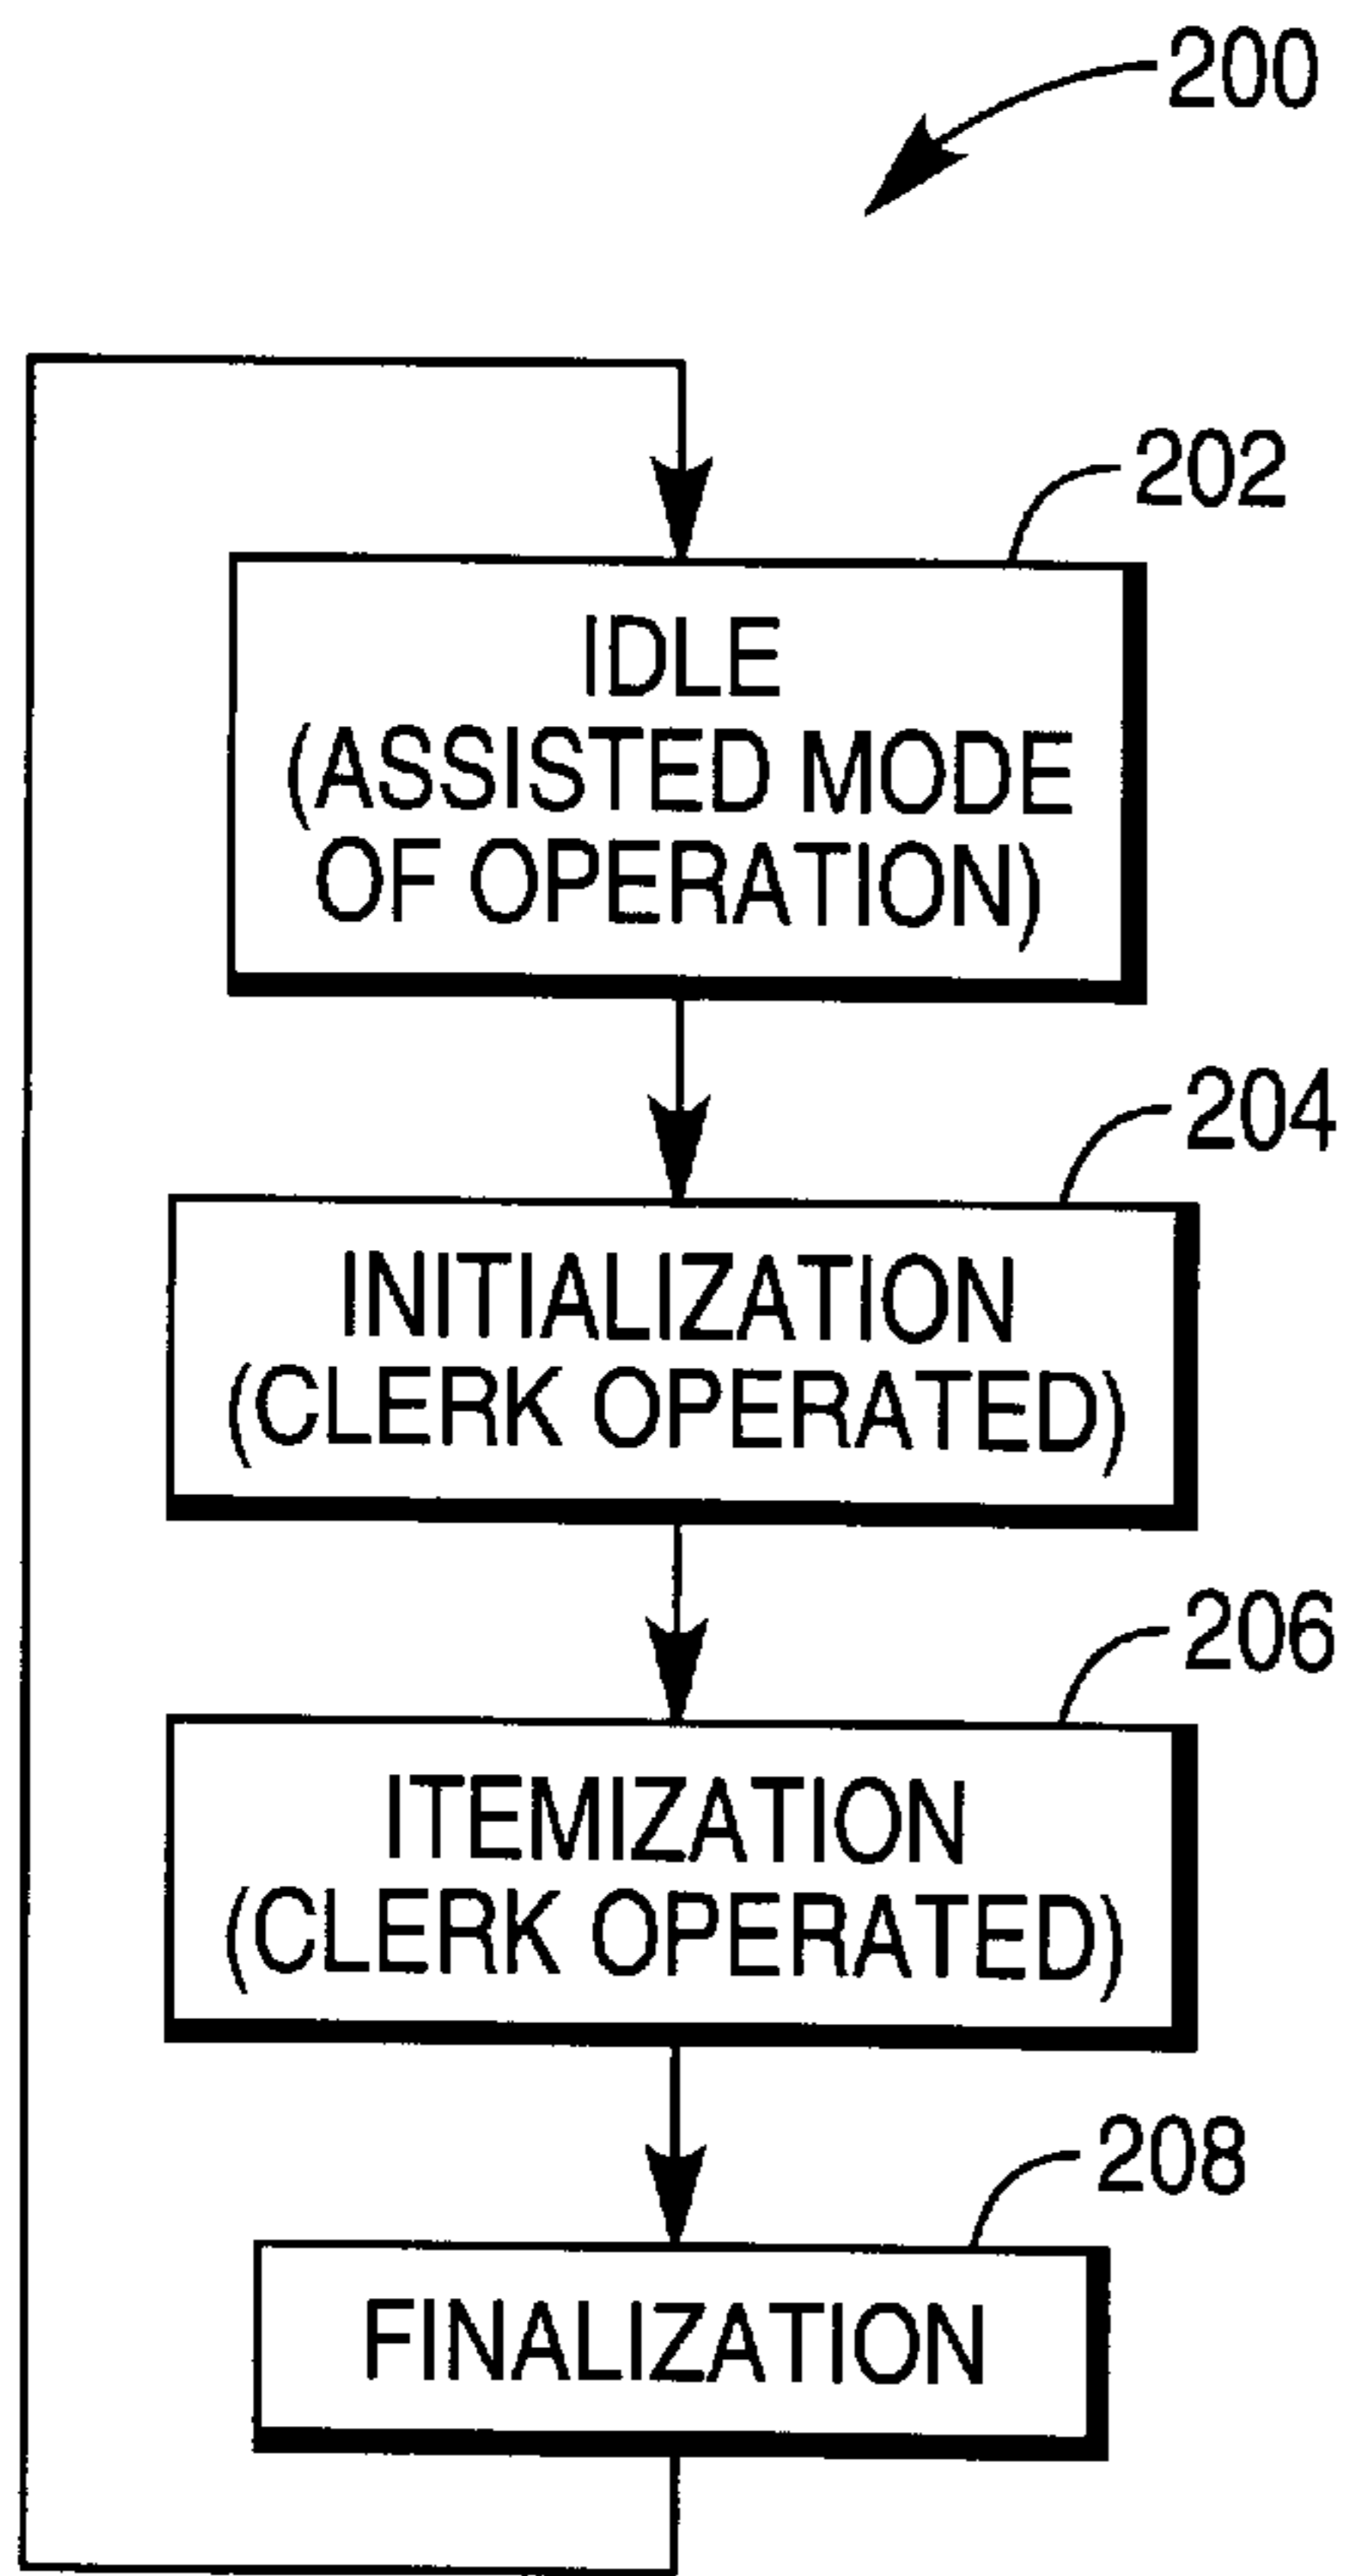 200
202
IDLE
(ASSISTED MODE
OF OPERATION)
204
INITIALIZATION
(CLERK OPERATED)
206
ITEMIZATION
(CLERK OPERATED)
208
FINALIZATION